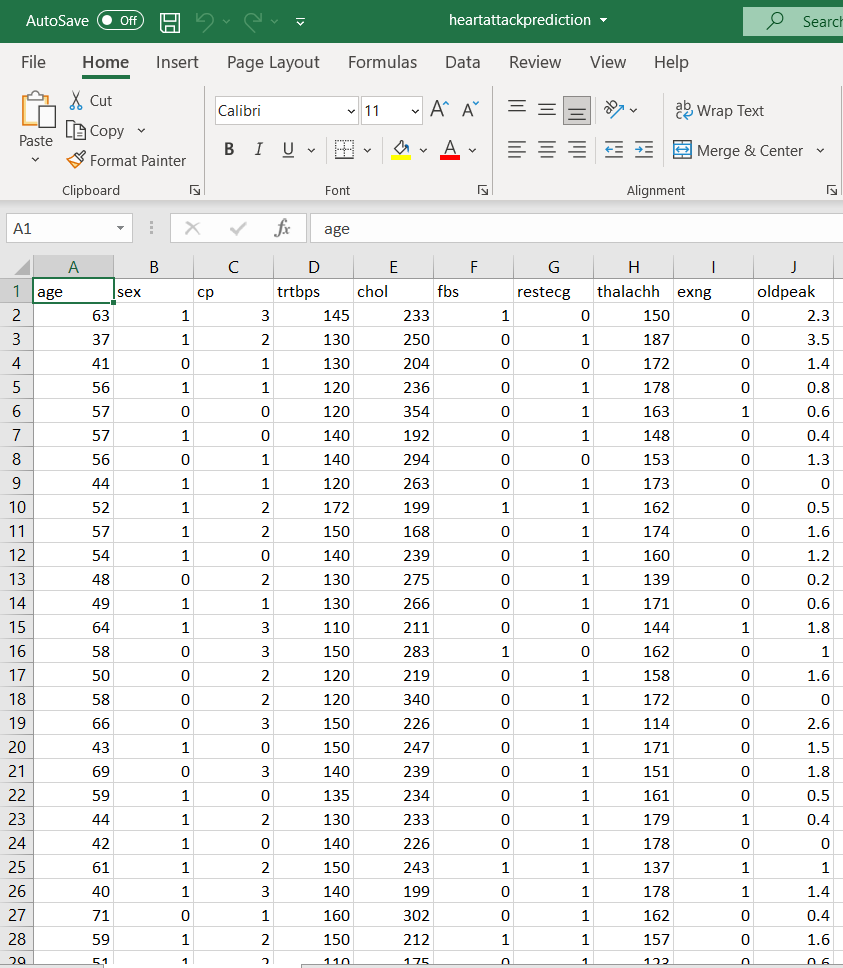 AutoSave Off heartattackprediction Search
File Home Insert Page Layout Formulas Data Review View Help
Paste Cut Copy Format Painter
Calibri 11 A A ab Wrap Text
B I U A Merge & Center
Clipboard Font Alignment
A1 fx age
A B C D E F G H I J
1 age sex cp trtbps chol fbs restecg thalachh exng oldpeak
2 63 1 3 145 233 1 0 150 0 2.3
3 37 1 2 130 250 0 1 187 0 3.5
4 41 0 1 130 204 0 0 172 0 1.4
5 56 1 1 120 236 0 1 178 0 0.8
6 57 0 0 120 354 0 1 163 1 0.6
7 57 1 0 140 192 0 1 148 0 0.4
8 56 0 1 140 294 0 0 153 0 1.3
9 44 1 1 120 263 0 1 173 0 0
10 52 1 2 172 199 1 1 162 0 0.5
11 57 1 2 150 168 0 1 174 0 1.6
12 54 1 0 140 239 0 1 160 0 1.2
13 48 0 2 130 275 0 1 139 0 0.2
14 49 1 1 130 266 0 1 171 0 0.6
15 64 1 3 110 211 0 0 144 1 1.8
16 58 0 3 150 283 1 0 162 0 1
17 50 0 2 120 219 0 1 158 0 1.6
18 58 0 2 120 340 0 1 172 0 0
19 66 0 3 150 226 0 1 114 0 2.6
20 43 1 0 150 247 0 1 171 0 1.5
21 69 0 3 140 239 0 1 151 0 1.8
22 59 1 0 135 234 0 1 161 0 0.5
23 44 1 2 130 233 0 1 179 1 0.4
24 42 1 0 140 226 0 1 178 0 0
25 61 1 2 150 243 1 1 137 1 1
26 40 1 3 140 199 0 1 178 1 1.4
27 71 0 1 160 302 0 1 162 0 0.4
28 59 1 2 150 212 1 1 157 0 1.6
29 51 1 2 110 175 0 1 123 0 0.6